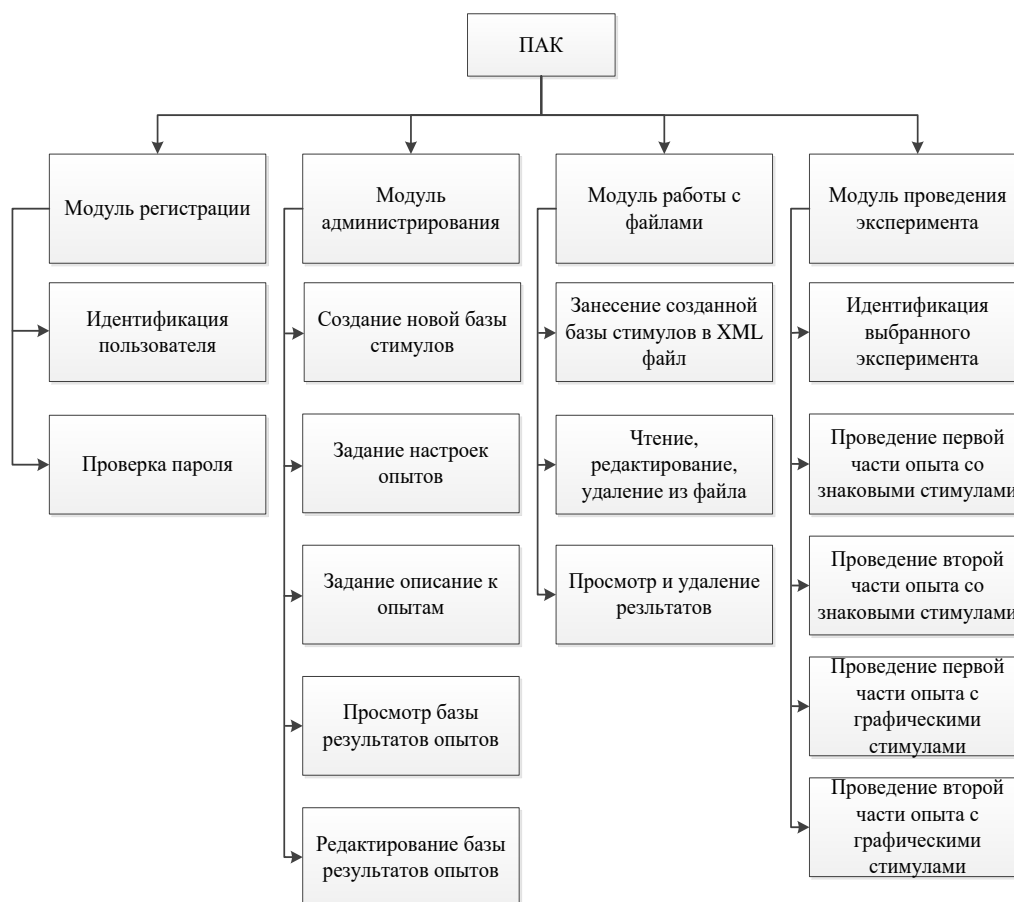 ПАК
Модуль регистрации
Идентификация
пользователя
Проверка пароля
Модуль
администрирования
Создание новой базы
стимулов
Задание настроек
опытов
Задание описание к
опытам
Просмотр базы
результатов опытов
Редактирование базы
результатов опытов
Модуль работы с
файлами
Занесение созданной
базы стимулов в XML
файл
Чтение,
редактирование,
удаление из файла
Просмотр и удаление
резльтатов
Модуль проведения
эксперимента
Идентификация
выбранного
эксперимента
Проведение первой
части опыта со
знаковыми стимулами
Проведение второй
части опыта со
знаковыми стимулами
Проведение первой
части опыта с
графическими
стимулами
Проведение второй
части опыта с
графическими
стимулами